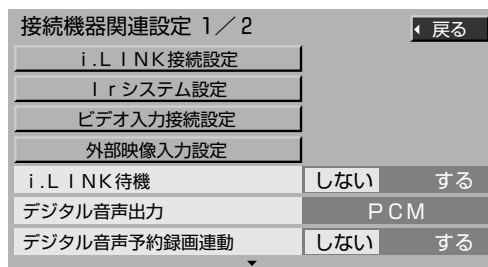 接続機器関連設定 1／2
戻る
i.LINK接続設定
Irシステム設定
ビデオ入力接続設定
外部映像入力設定
i.LINK待機 しない する
デジタル音声出力 PCM
デジタル音声予約録画連動 しない する